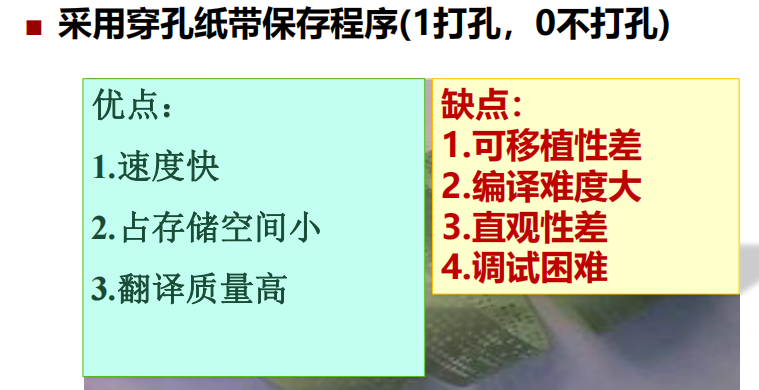 采用穿孔纸带保存程序(1打孔，0不打孔)
优点：
1.速度快
2.占存储空间小
3.翻译质量高
缺点：
1.可移植性差
2.编译难度大
3.直观性差
4.调试困难